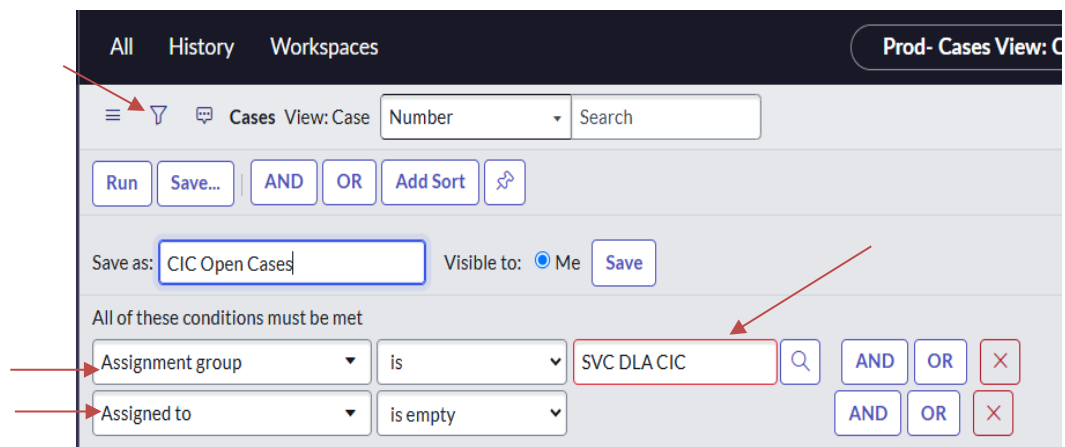 All History Workspaces Prod- Cases View: C
Cases View: Case Number Search
Run Save... AND OR Add Sort
Save as: CIC Open Cases Visible to: Me Save
All of these conditions must be met
Assignment group is SVC DLA CIC AND OR
Assigned to is empty AND OR